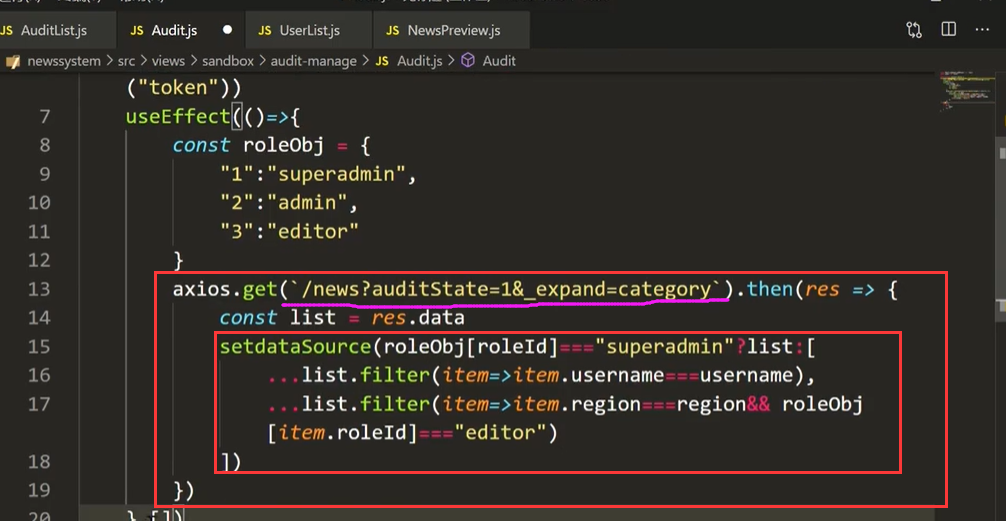 JS AuditList.js JS Audit.js JS UserList.js JS NewsPreview.js
newssystem > src > views > sandbox > audit-manage > JS Audit.js > Audit
("token"))
7 useEffect(()=>{
8 const roleObj = {
9 "1":"superadmin",
10 "2":"admin",
11 "3":"editor"
12 }
13 axios.get(`/news?auditState=1&_expand=category`).then(res => {
14 const list = res.data
15 setdataSource(roleObj[roleId]==="superadmin"?list:[
16 ...list.filter(item=>item.username===username),
17 ...list.filter(item=>item.region===region&& roleObj
[item.roleId]==="editor")
18 ])
19 })
20 },[])